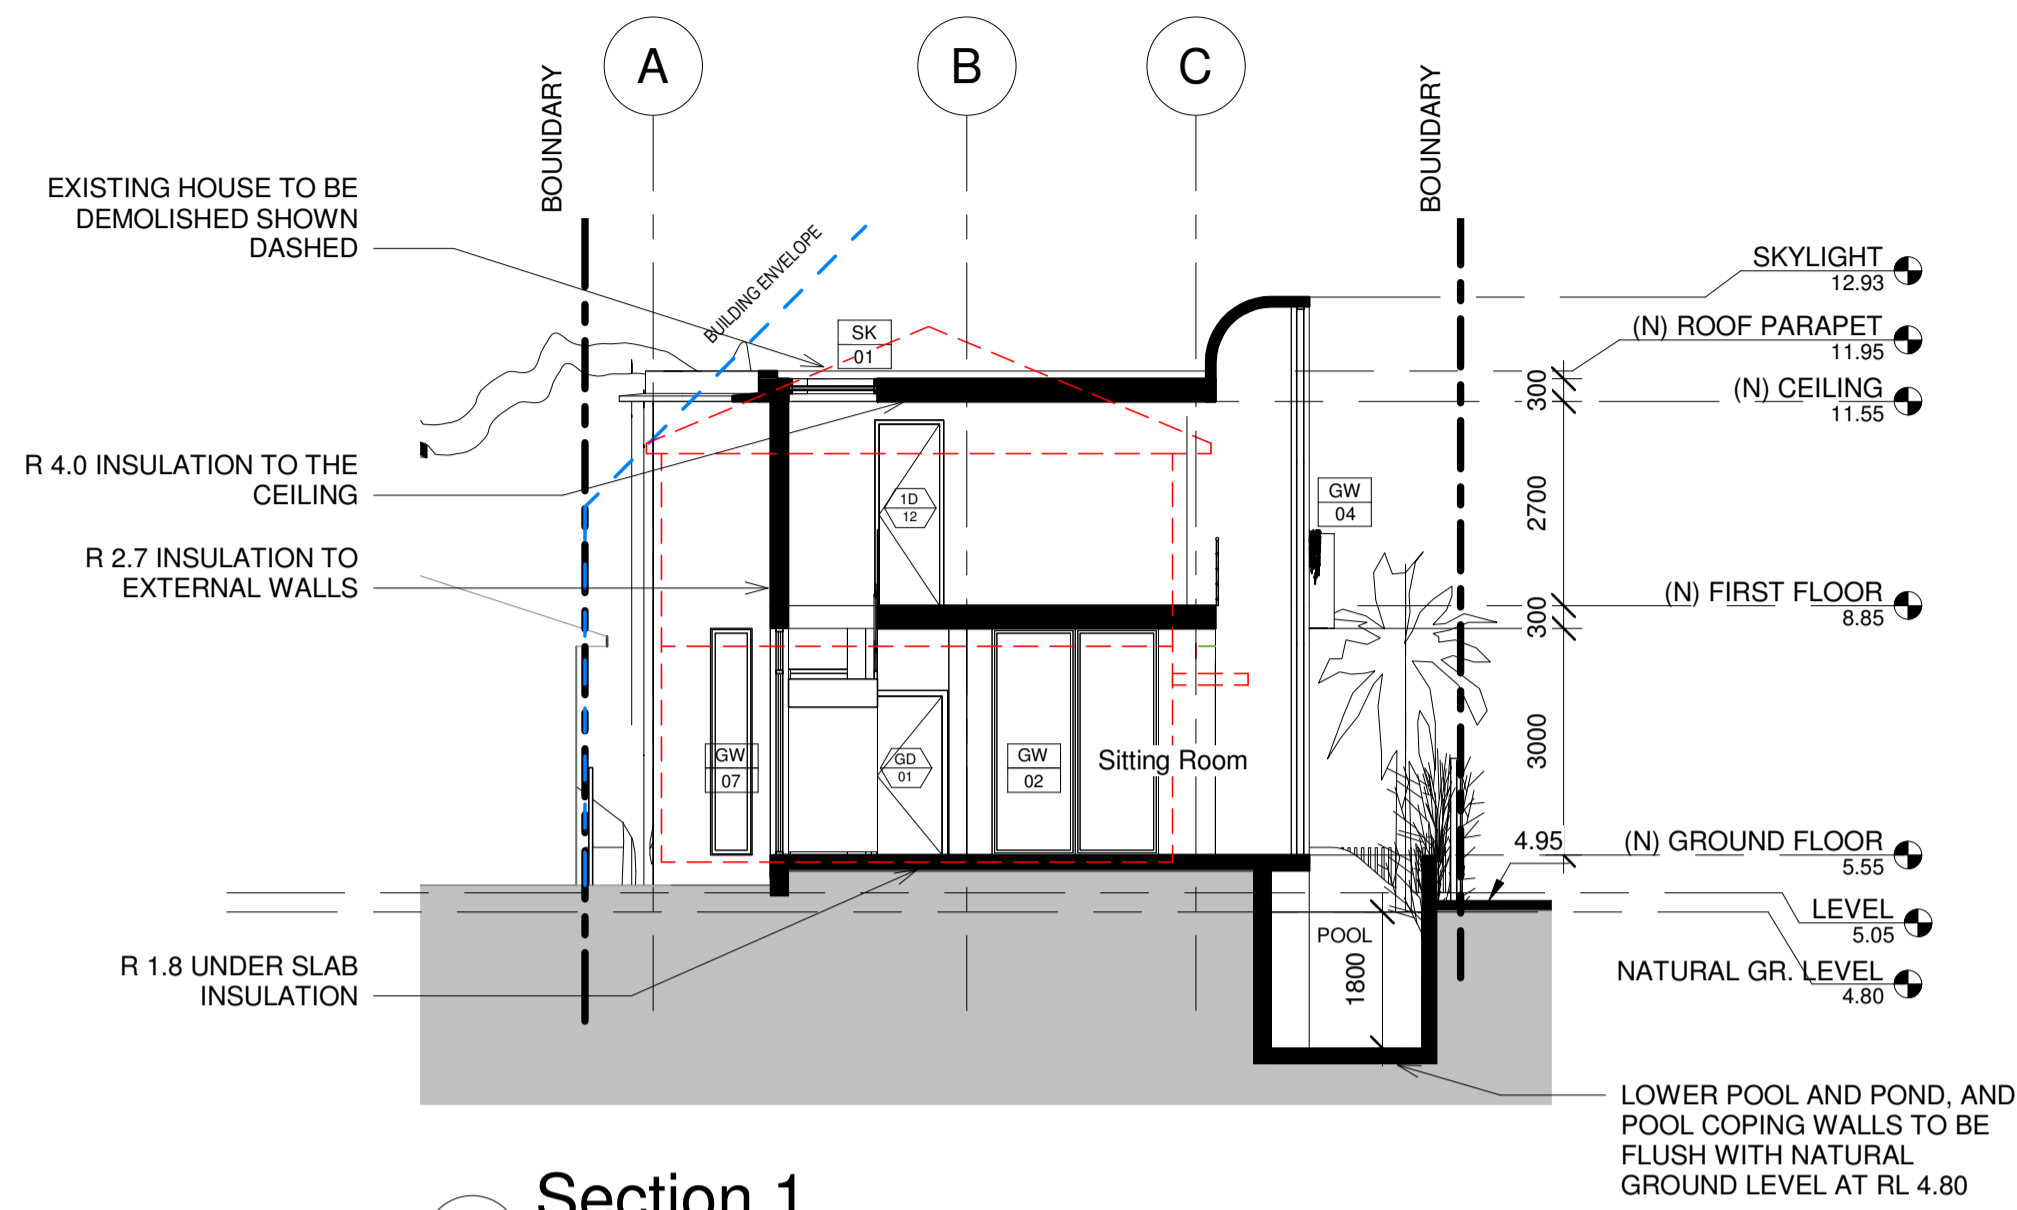 A
B
C
BOUNDARY
BOUNDARY
EXISTING HOUSE TO BE
DEMOLISHED SHOWN
DASHED
BUILDING ENVELOPE
SK
01
SKYLIGHT
12.93
(N) ROOF PARAPET
11.95
300
(N) CEILING
11.55
R 4.0 INSULATION TO THE
CEILING
1D
12
GW
04
2700
R 2.7 INSULATION TO
EXTERNAL WALLS
300
(N) FIRST FLOOR
8.85
GW
07
GD
01
GW
02
Sitting Room
3000
4.95
(N) GROUND FLOOR
5.55
LEVEL
5.05
POOL
1800
NATURAL GR. LEVEL
4.80
R 1.8 UNDER SLAB
INSULATION
LOWER POOL AND POND, AND
POOL COPING WALLS TO BE
FLUSH WITH NATURAL
GROUND LEVEL AT RL 4.80
Section 1